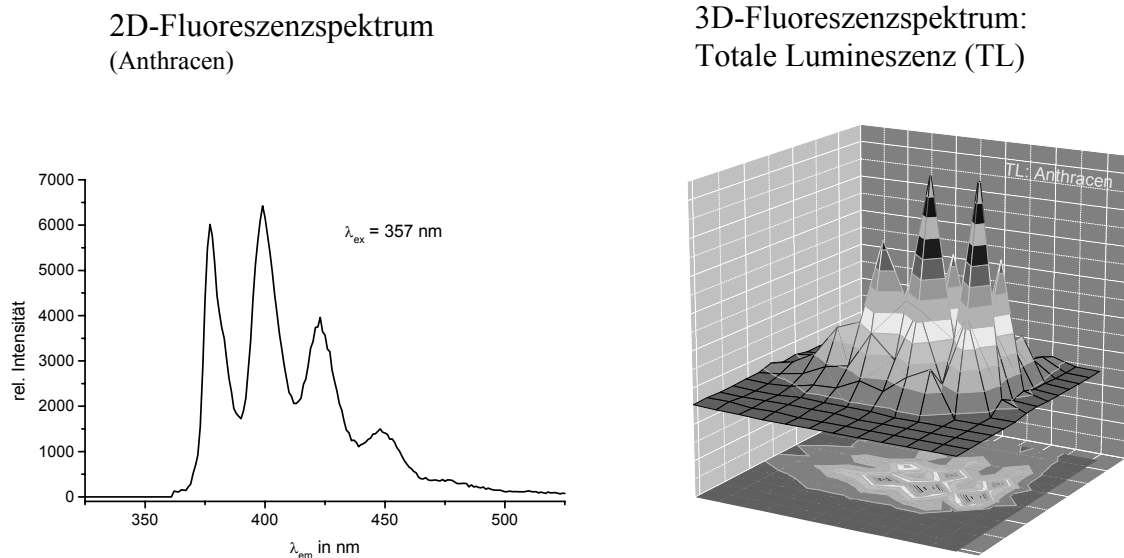 2D-Fluoreszenzspektrum
(Anthracen)
3D-Fluoreszenzspektrum:
Totale Lumineszenz (TL)
7000
6000
5000
4000
3000
2000
1000
0
rel. Intensität
λex = 357 nm
350
400
450
500
λem in nm
TL: Anthracen